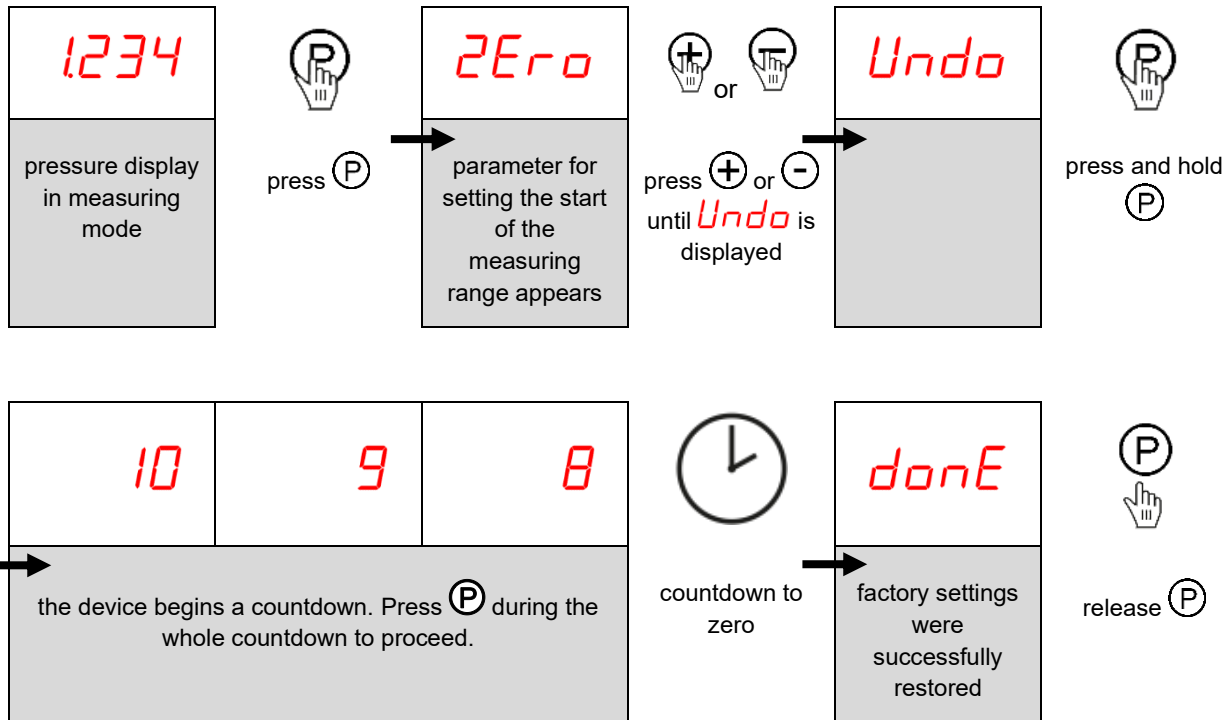 1.234
P
2Ero
+
or
−
Undo
P
pressure display
in measuring
mode
press P
parameter for
setting the start
of the
measuring
range appears
press + or -
until Undo is
displayed
press and hold
P
10
9
8
donE
P
the device begins a countdown. Press P during the
whole countdown to proceed.
countdown to
zero
factory settings
were
successfully
restored
release P